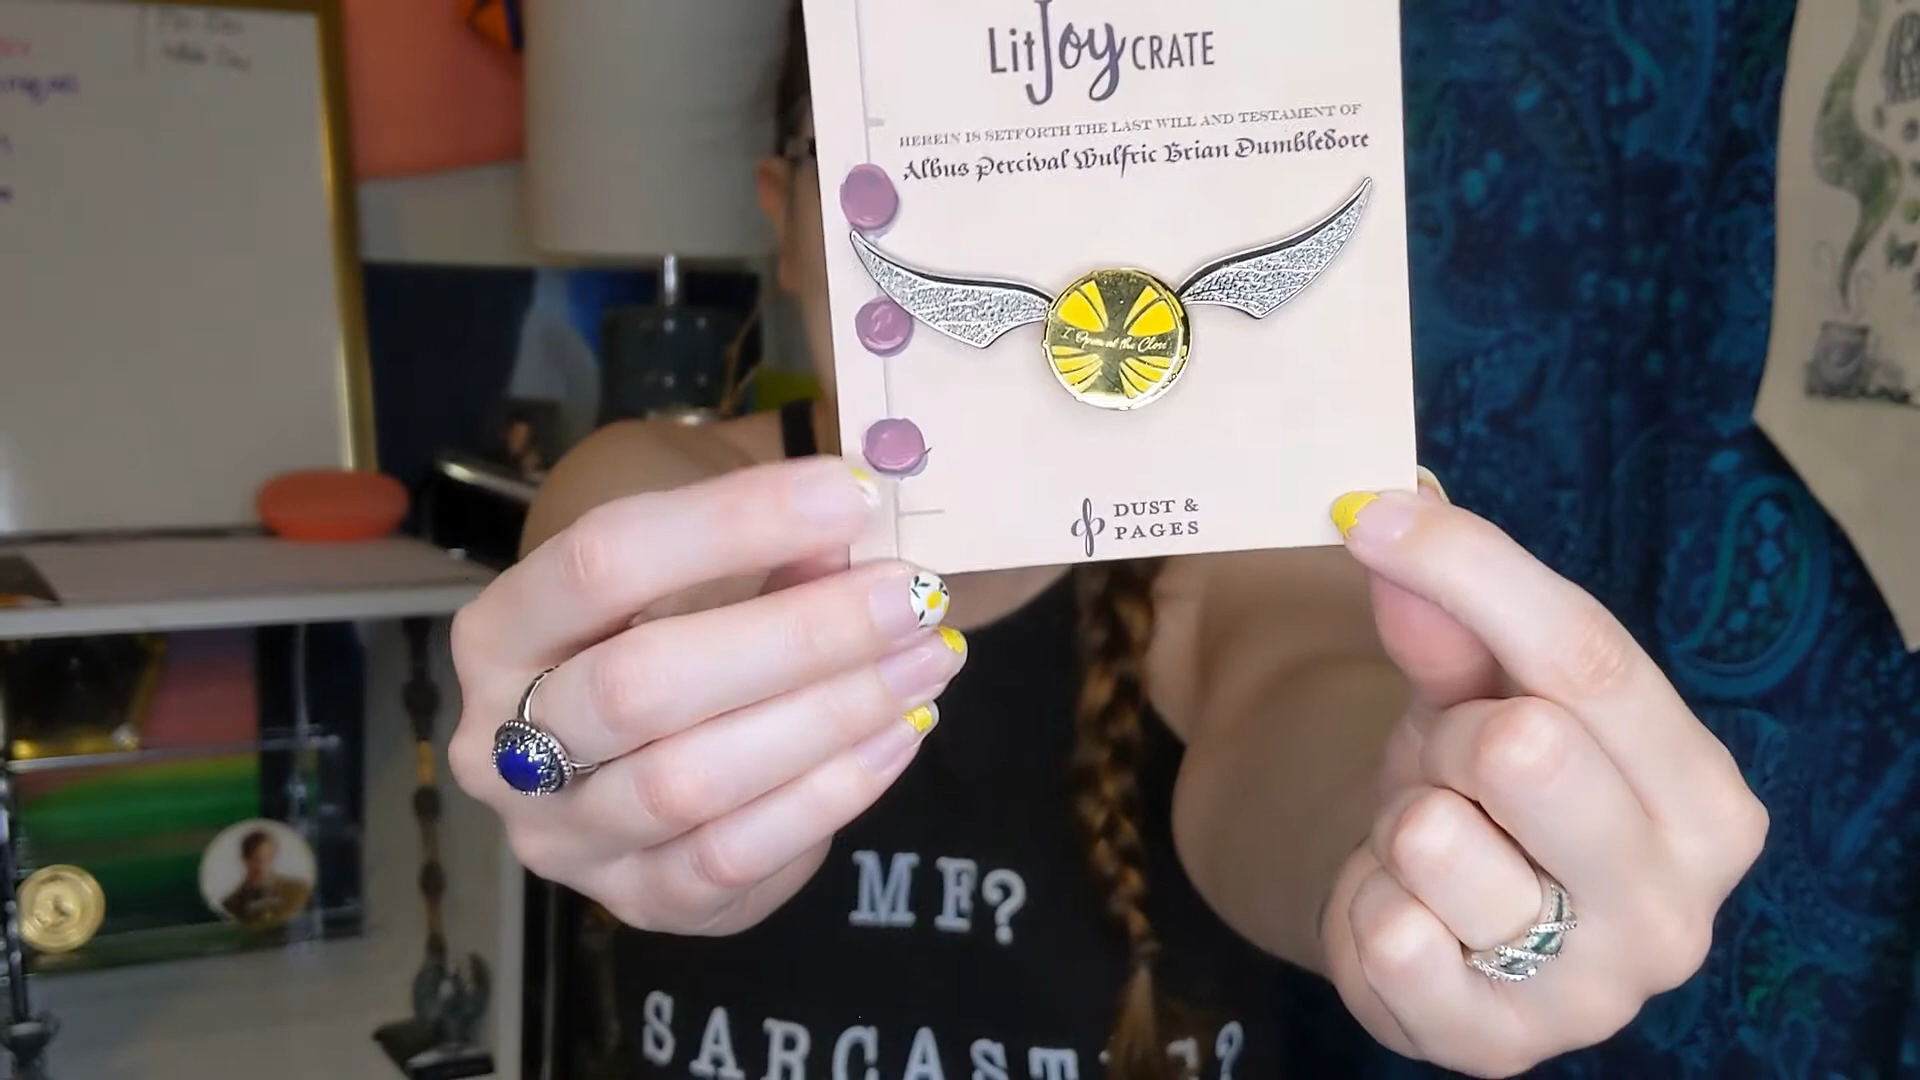 LitJoy CRATE
HEREIN IS SETFORTH THE LAST WILL AND TESTAMENT OF
Albus Percival Wulfric Brian Dumbledore
I Open at the Close
DUST &
PAGES
MF?